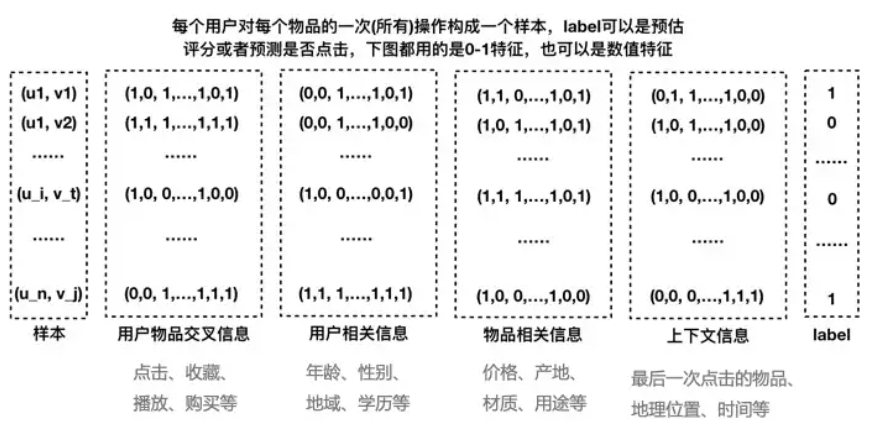 每个用户对每个物品的一次(所有)操作构成一个样本，label可以是预估
评分或者预测是否点击，下图都用的是0-1特征，也可以是数值特征
(u1, v1) (1,0, 1,...,1,0,1) (0,0, 1,...,1,0,1) (1,1, 0,...,1,0,1) (0,1, 1,...,1,0,0) 1
(u1, v2) (1,1, 1,...,1,1,1) (0,0, 1,...,1,0,0) (1,0, 1,...,1,0,1) (1,0, 1,...,1,0,0) 0
...... ...... ...... ...... ...... ......
(u_i, v_t) (1,0, 0,...,1,0,0) (1,0, 0,...,0,0,1) (1,1, 1,...,1,0,1) (1,0, 0,...,1,0,0) 0
...... ...... ...... ...... ...... ......
(u_n, v_j) (0,0, 1,...,1,1,1) (1,1, 1,...,1,1,1) (1,0, 0,...,1,0,0) (0,0, 0,...,1,1,1) 1
样本 用户物品交叉信息 用户相关信息 物品相关信息 上下文信息 label
点击、收藏、 年龄、性别、 价格、产地、 最后一次点击的物品、
播放、购买等 地域、学历等 材质、用途等 地理位置、时间等